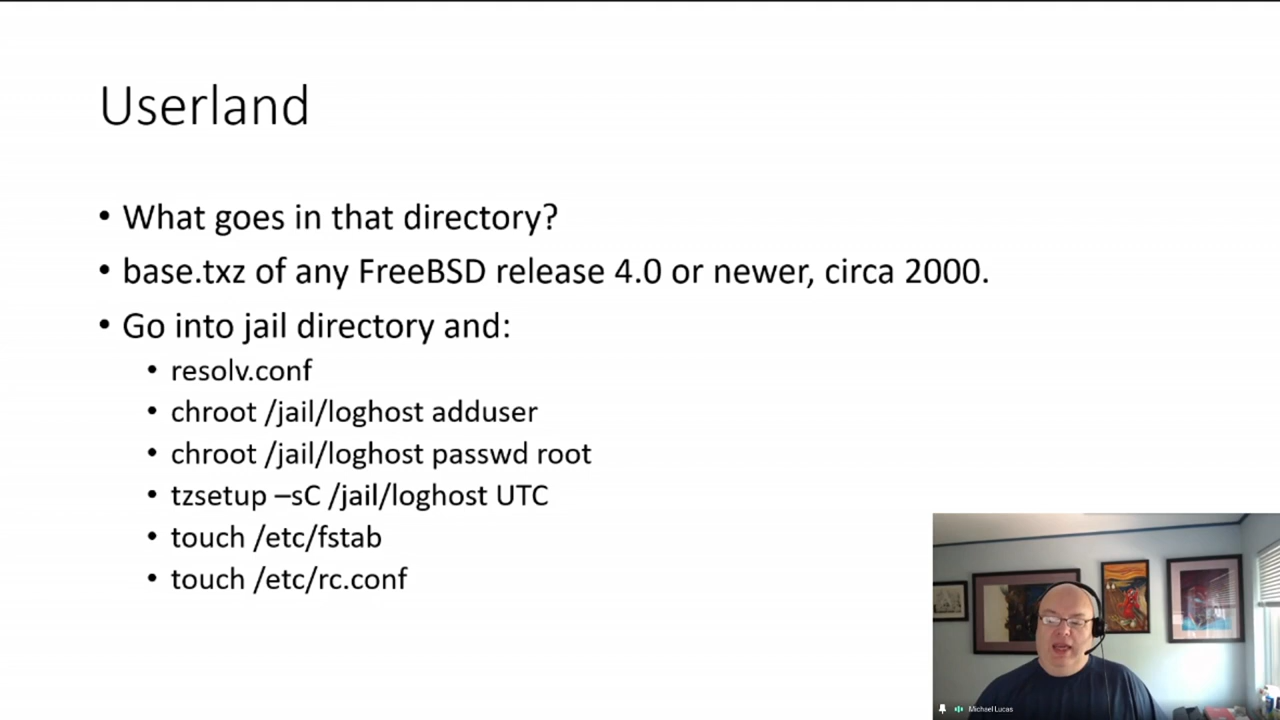 Userland
• What goes in that directory?
• base.txz of any FreeBSD release 4.0 or newer, circa 2000.
• Go into jail directory and:
• resolv.conf
• chroot /jail/loghost adduser
• chroot /jail/loghost passwd root
• tzsetup –sC /jail/loghost UTC
• touch /etc/fstab
• touch /etc/rc.conf
Michael Lucas